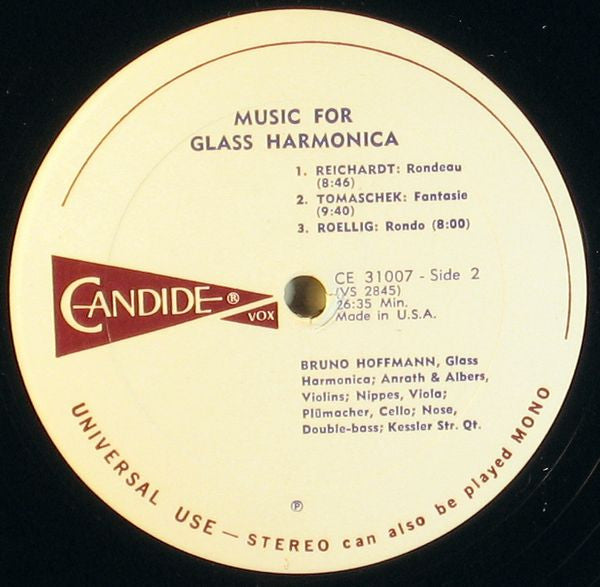 MUSIC FOR
GLASS HARMONICA
1. REICHARDT: Rondeau
(8:46)
2. TOMASCHEK: Fantasie
(9:40)
3. ROELLIG: Rondo (8:00)
CANDIDE®
VOX
CE 31007 - Side 2
(VS 2845)
26:35 Min.
Made in U.S.A.
BRUNO HOFFMANN, Glass
Harmonica; Anrath & Albers,
Violins; Nippes, Viola;
Plümacher, Cello; Nose,
Double-bass; Kessler Str. Qt.
℗
UNIVERSAL USE — STEREO can also be played MONO